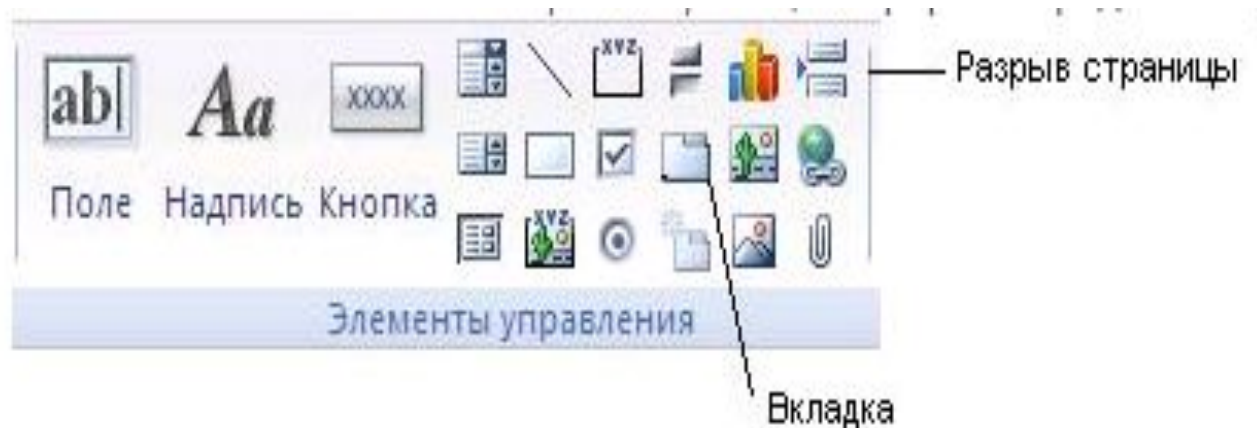 Разрыв страницы
ab
Aa
XXXX
XYZ
Поле Надпись Кнопка
XYZ
Элементы управления
Вкладка